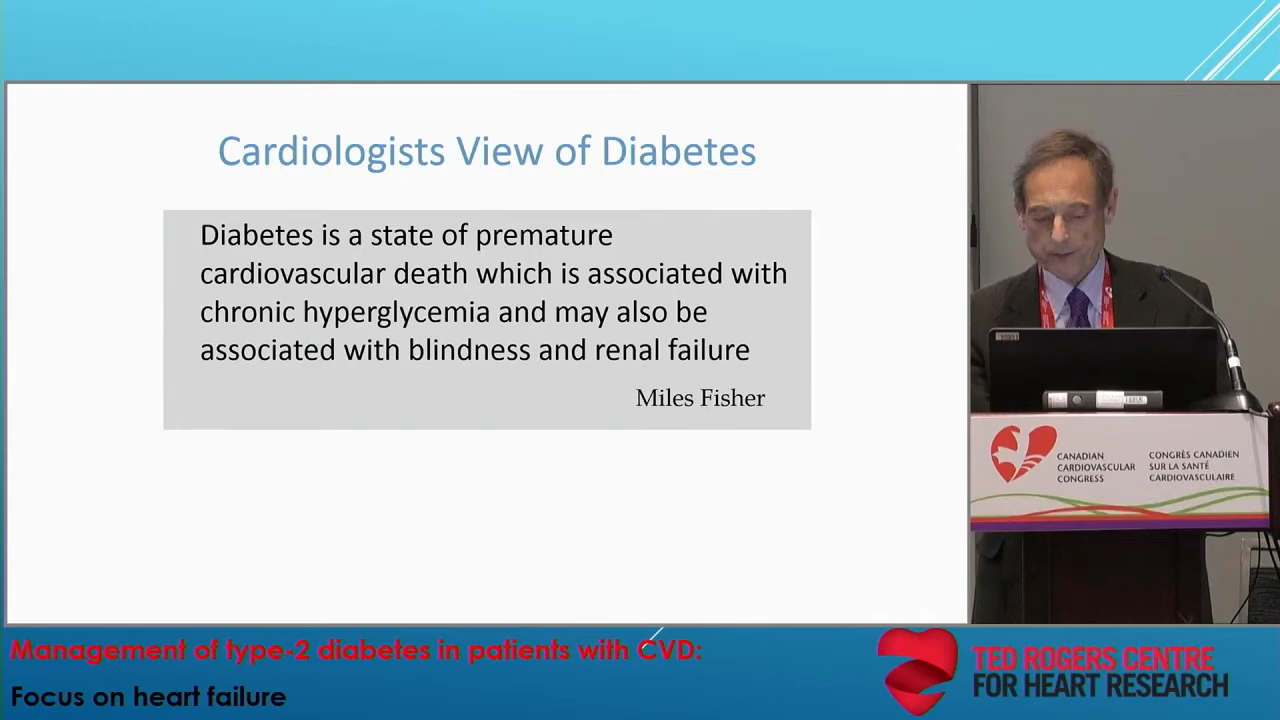 Cardiologists View of Diabetes
Diabetes is a state of premature
cardiovascular death which is associated with
chronic hyperglycemia and may also be
associated with blindness and renal failure
Miles Fisher
CANADIAN
CARDIOVASCULAR
CONGRESS
CONGRÈS CANADIEN
SUR LA SANTÉ
CARDIOVASCULAIRE
Management of type-2 diabetes in patients with CVD:
Focus on heart failure
TED ROGERS CENTRE
FOR HEART RESEARCH